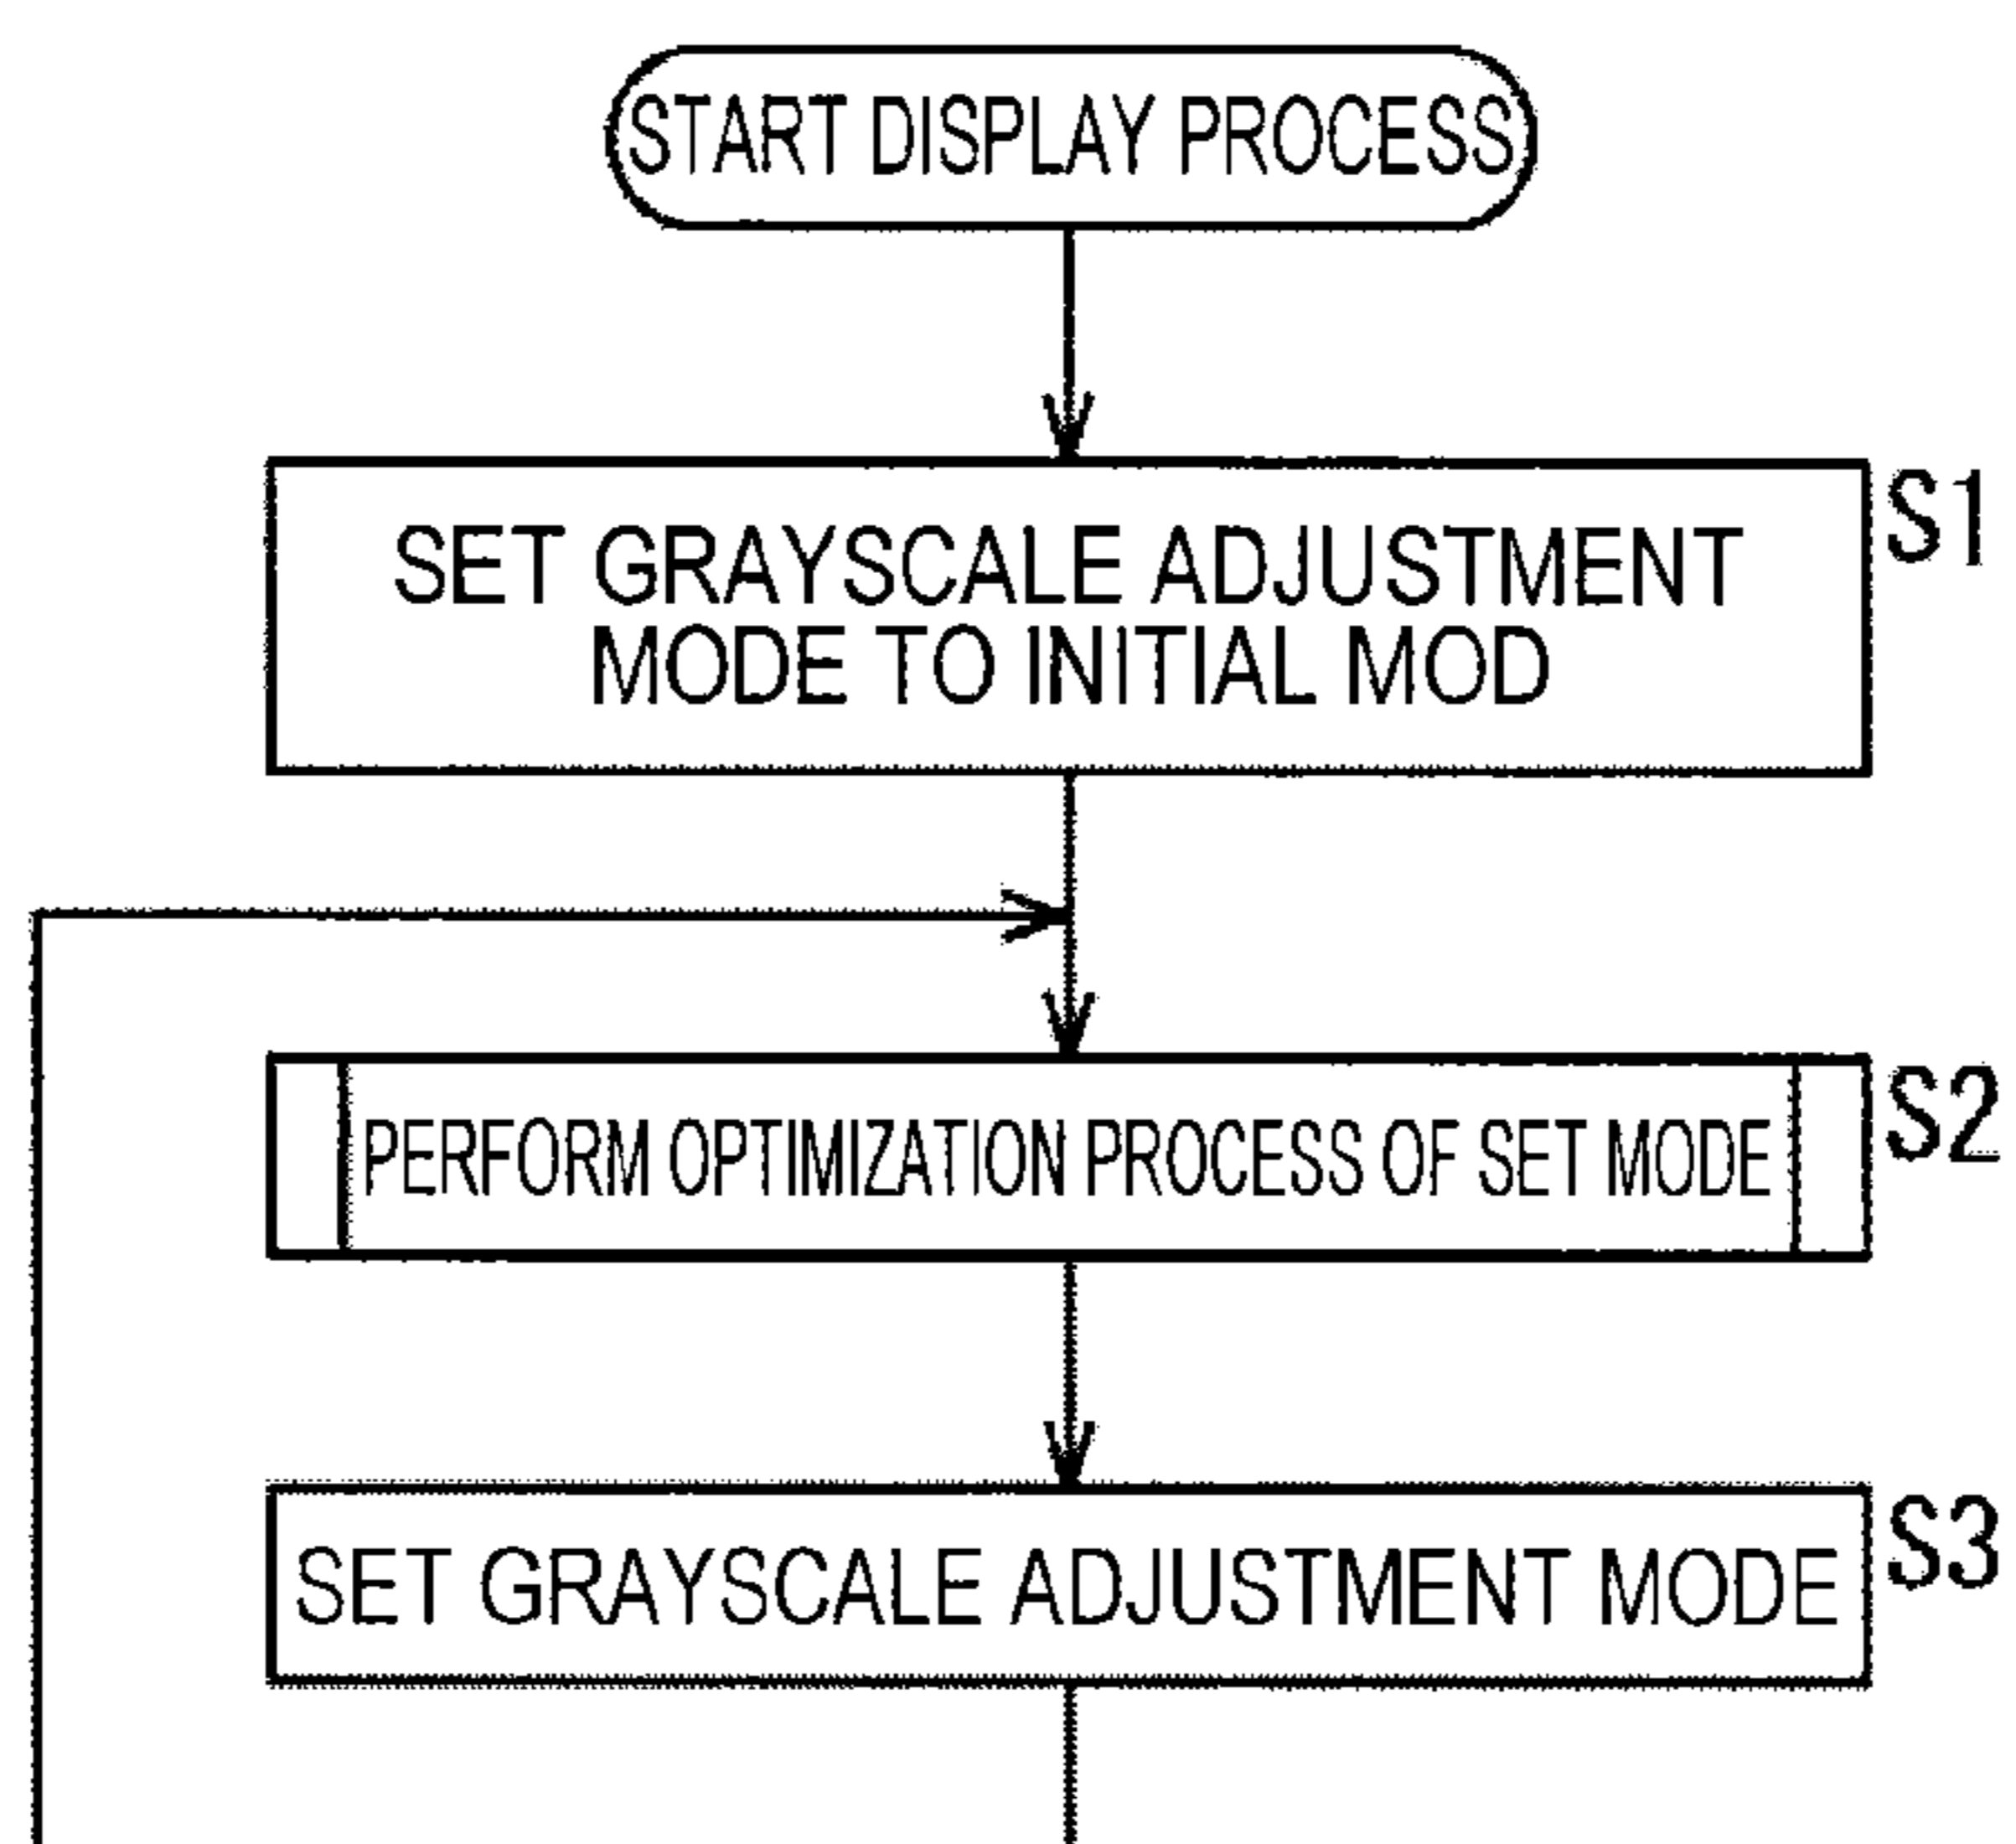 START DISPLAY PROCESS
SET GRAYSCALE ADJUSTMENT
MODE TO INITIAL MOD
S1
PERFORM OPTIMIZATION PROCESS OF SET MODE
S2
SET GRAYSCALE ADJUSTMENT MODE
S3